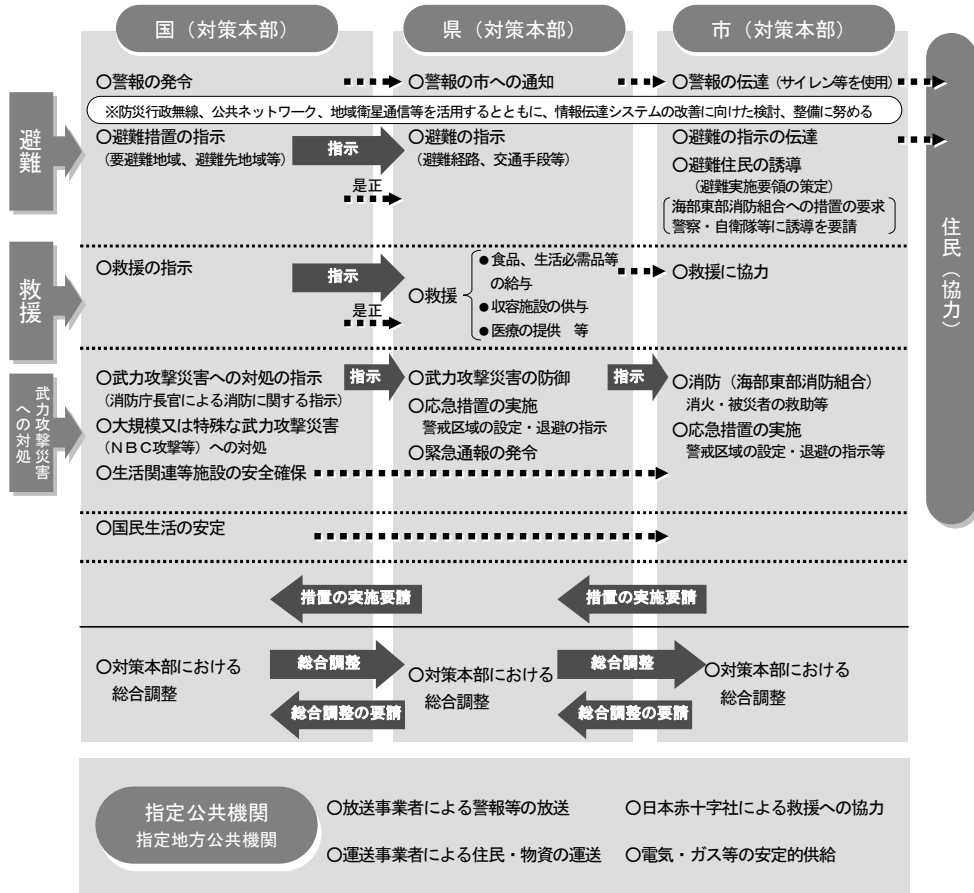 国（対策本部）
県（対策本部）
市（対策本部）
避難
〇警報の発令
〇警報の市への通知
〇警報の伝達（サイレン等を使用）
※防災行政無線、公共ネットワーク、地域衛星通信等を活用するとともに、情報伝達システムの改善に向けた検討、整備に努める
〇避難措置の指示
（要避難地域、避難先地域等）
指示
是正
〇避難の指示
（避難経路、交通手段等）
〇避難の指示の伝達
〇避難住民の誘導
（避難実施要領の策定）
海部東部消防組合への措置の要求
警察・自衛隊等に誘導を要請
住民（協力）
救援
〇救援の指示
指示
是正
〇救援
●食品、生活必需品等
の給与
●収容施設の供与
●医療の提供　等
〇救援に協力
武力攻撃災害
への対処
〇武力攻撃災害への対処の指示
（消防庁長官による消防に関する指示）
〇大規模又は特殊な武力攻撃災害
（ＮＢＣ攻撃等）への対処
〇生活関連等施設の安全確保
指示
〇武力攻撃災害の防御
〇応急措置の実施
警戒区域の設定・退避の指示
〇緊急通報の発令
指示
〇消防（海部東部消防組合）
消火・被災者の救助等
〇応急措置の実施
警戒区域の設定・退避の指示等
〇国民生活の安定
措置の実施要請
措置の実施要請
〇対策本部における
総合調整
総合調整
総合調整の要請
〇対策本部における
総合調整
総合調整
総合調整の要請
〇対策本部における
総合調整
指定公共機関
指定地方公共機関
〇放送事業者による警報等の放送
〇日本赤十字社による救援への協力
〇運送事業者による住民・物資の運送
〇電気・ガス等の安定的供給